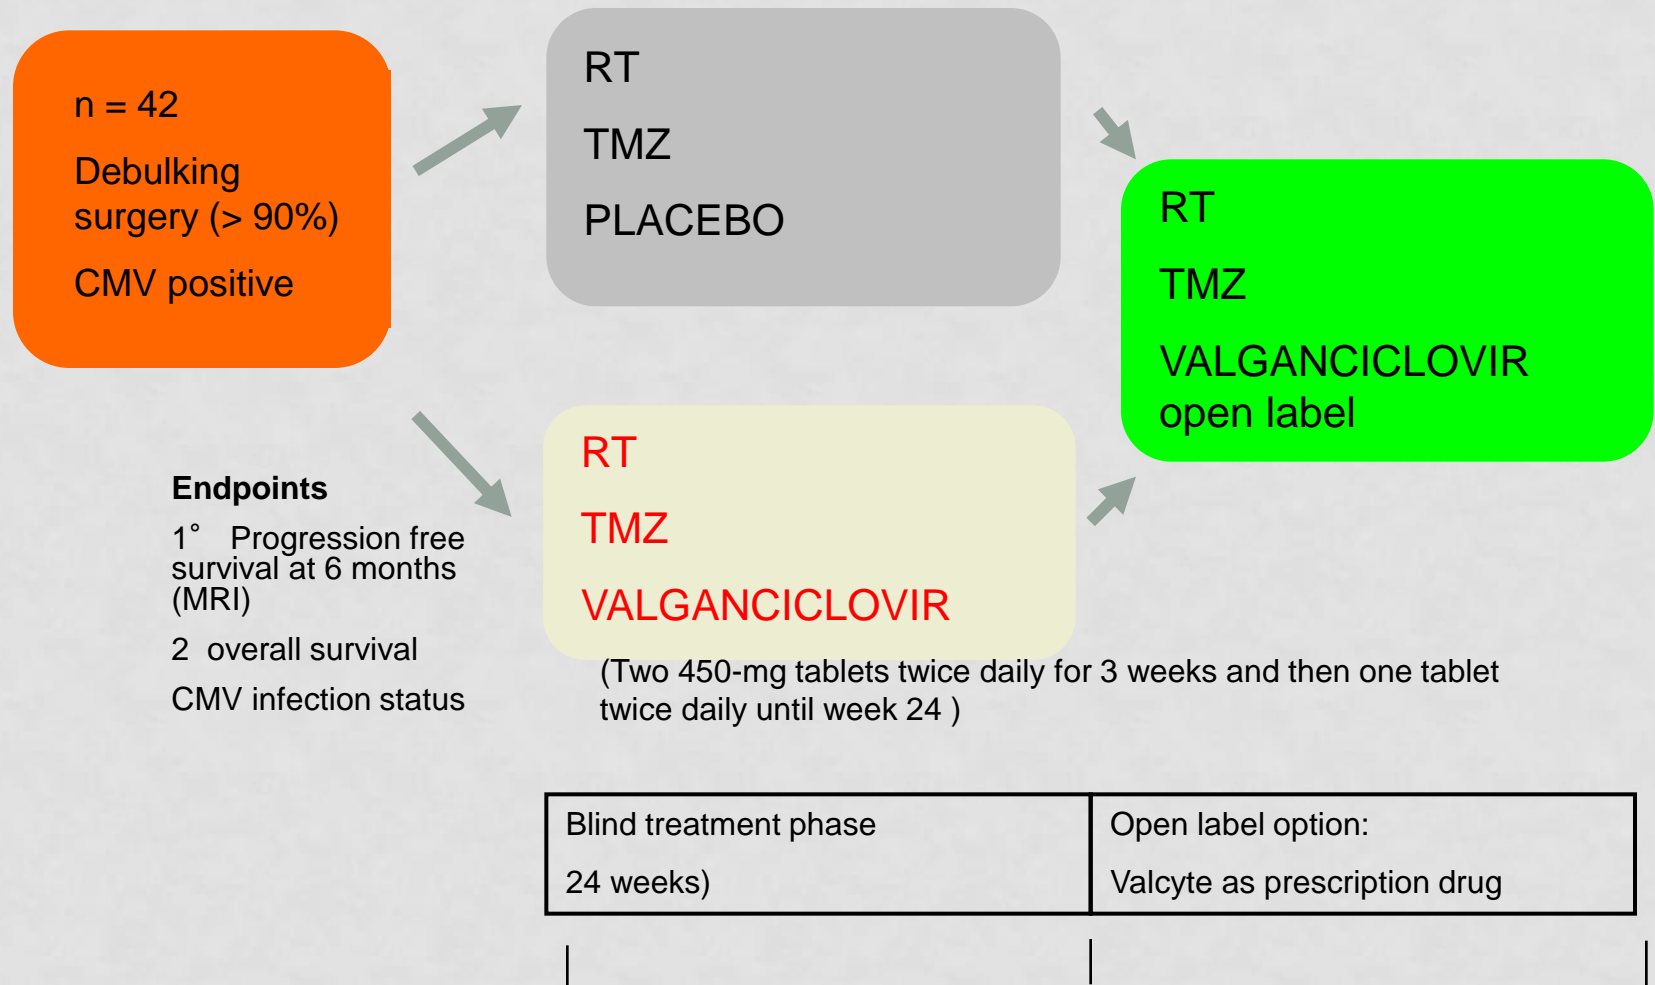 n = 42
Debulking
surgery (> 90%)
CMV positive
RT
TMZ
PLACEBO
RT
TMZ
VALGANCICLOVIR
open label
RT
TMZ
VALGANCICLOVIR
(Two 450-mg tablets twice daily for 3 weeks and then one tablet
twice daily until week 24 )
Endpoints
1° Progression free
survival at 6 months
(MRI)
2 overall survival
CMV infection status
Blind treatment phase
24 weeks)
Open label option:
Valcyte as prescription drug